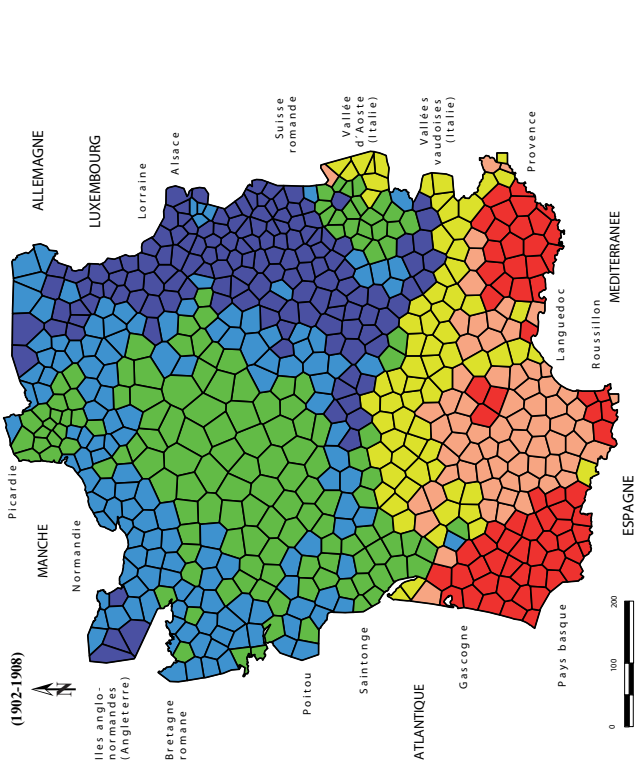 (1902-1908)
N
ALLEMAGNE
LUXEMBOURG
Lorraine
Alsace
Suisse
romande
Vallée
d'Aoste
(Italie)
Vallées
vaudoises
(Italie)
Provence
MEDITERRANEE
Languedoc
Roussillon
ESPAGNE
Picardie
MANCHE
Normandie
Iles anglo-
normandes
(Angleterre)
Bretagne
romane
Poitou
Saintonge
ATLANTIQUE
Gascogne
Pays basque
0 100 200